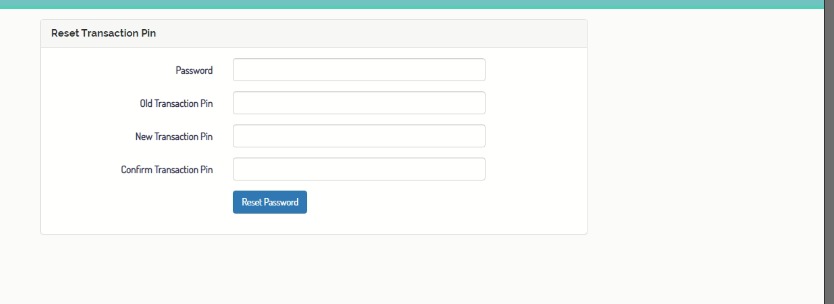 Reset Transaction Pin
Password
Old Transaction Pin
New Transaction Pin
Confirm Transaction Pin
Reset Password